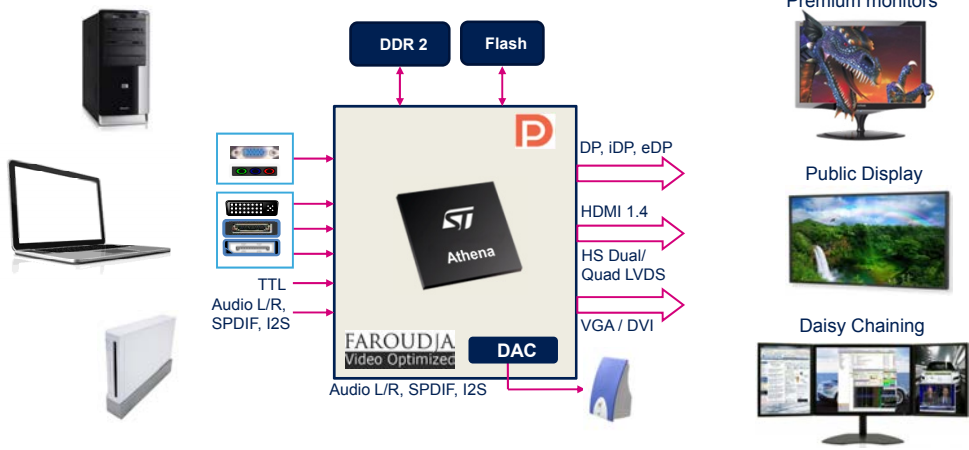 Premium monitors
DDR 2
Flash
DP, iDP, eDP
Public Display
HDMI 1.4
ST
Athena
HS Dual/
Quad LVDS
TTL
Audio L/R,
SPDIF, I2S
VGA / DVI
Daisy Chaining
FAROUDJA
Video Optimized
DAC
Audio L/R, SPDIF, I2S